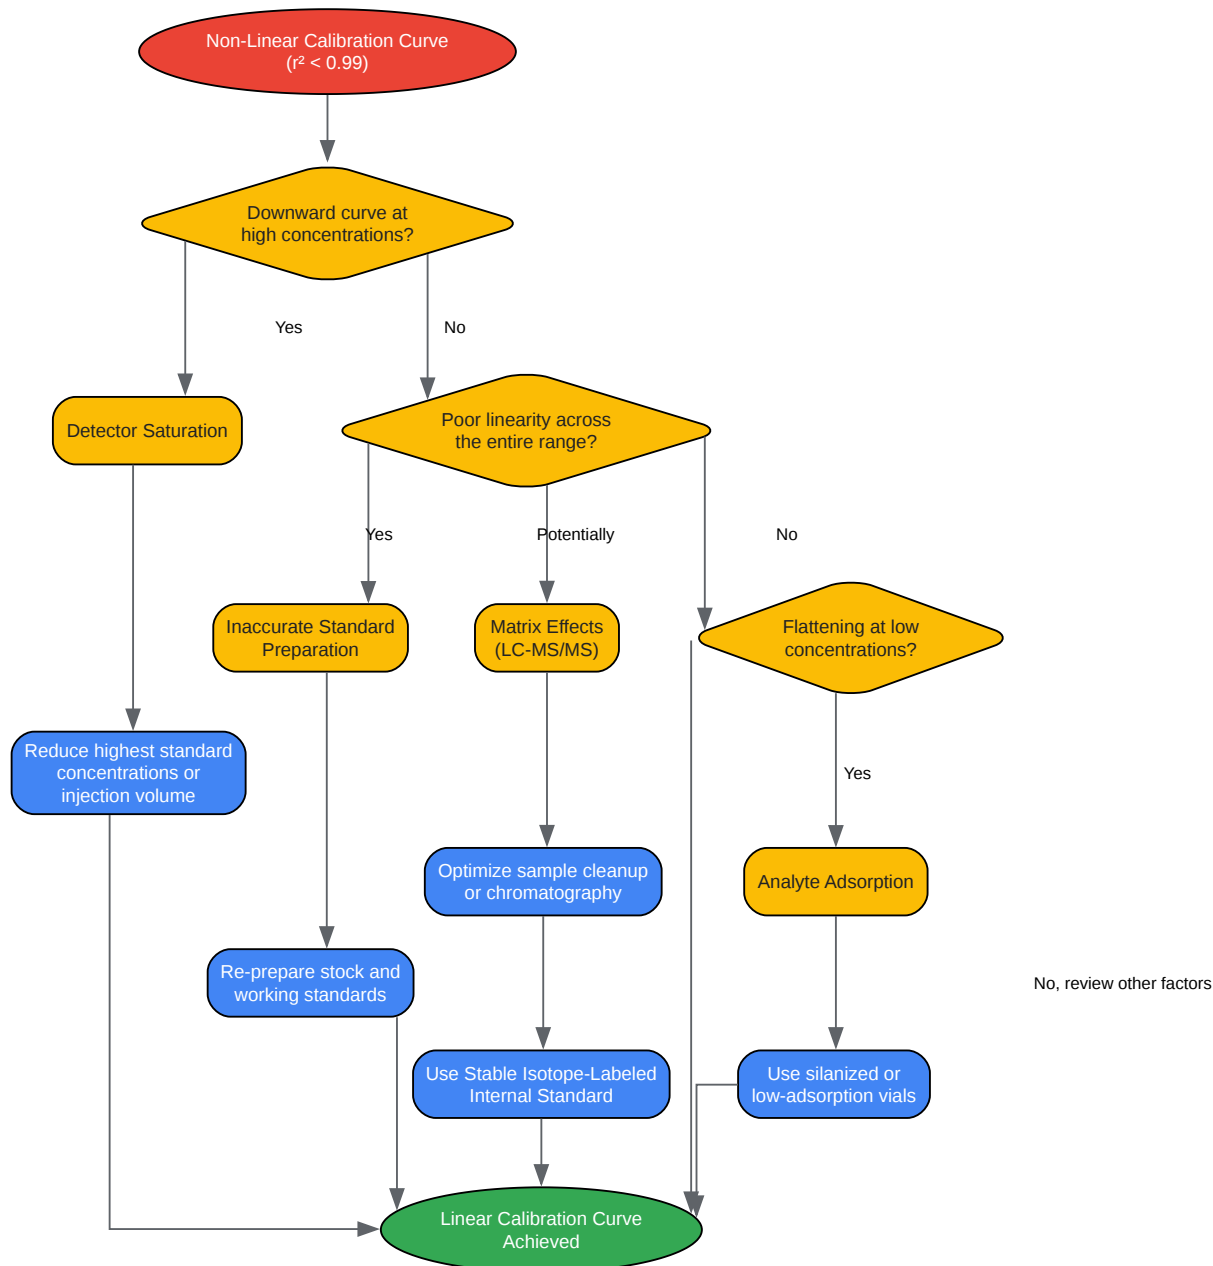 Non-Linear Calibration Curve
(r² < 0.99)
Downward curve at
high concentrations?
Yes
No
Detector Saturation
Poor linearity across
the entire range?
Yes
Potentially
No
Inaccurate Standard
Preparation
Matrix Effects
(LC-MS/MS)
Flattening at low
concentrations?
Reduce highest standard
concentrations or
injection volume
Yes
Optimize sample cleanup
or chromatography
Analyte Adsorption
Re-prepare stock and
working standards
No, review other factors
Use Stable Isotope-Labeled
Internal Standard
Use silanized or
low-adsorption vials
Linear Calibration Curve
Achieved